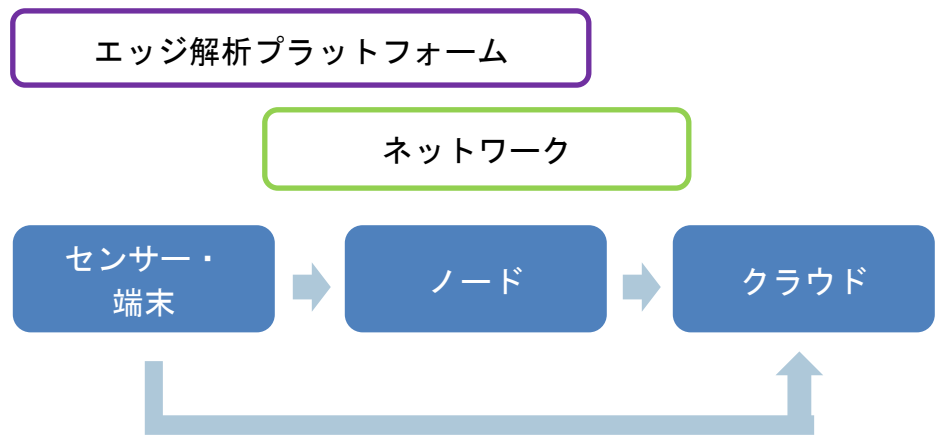 エッジ解析プラットフォーム
ネットワーク
センサー・
端末
ノード
クラウド